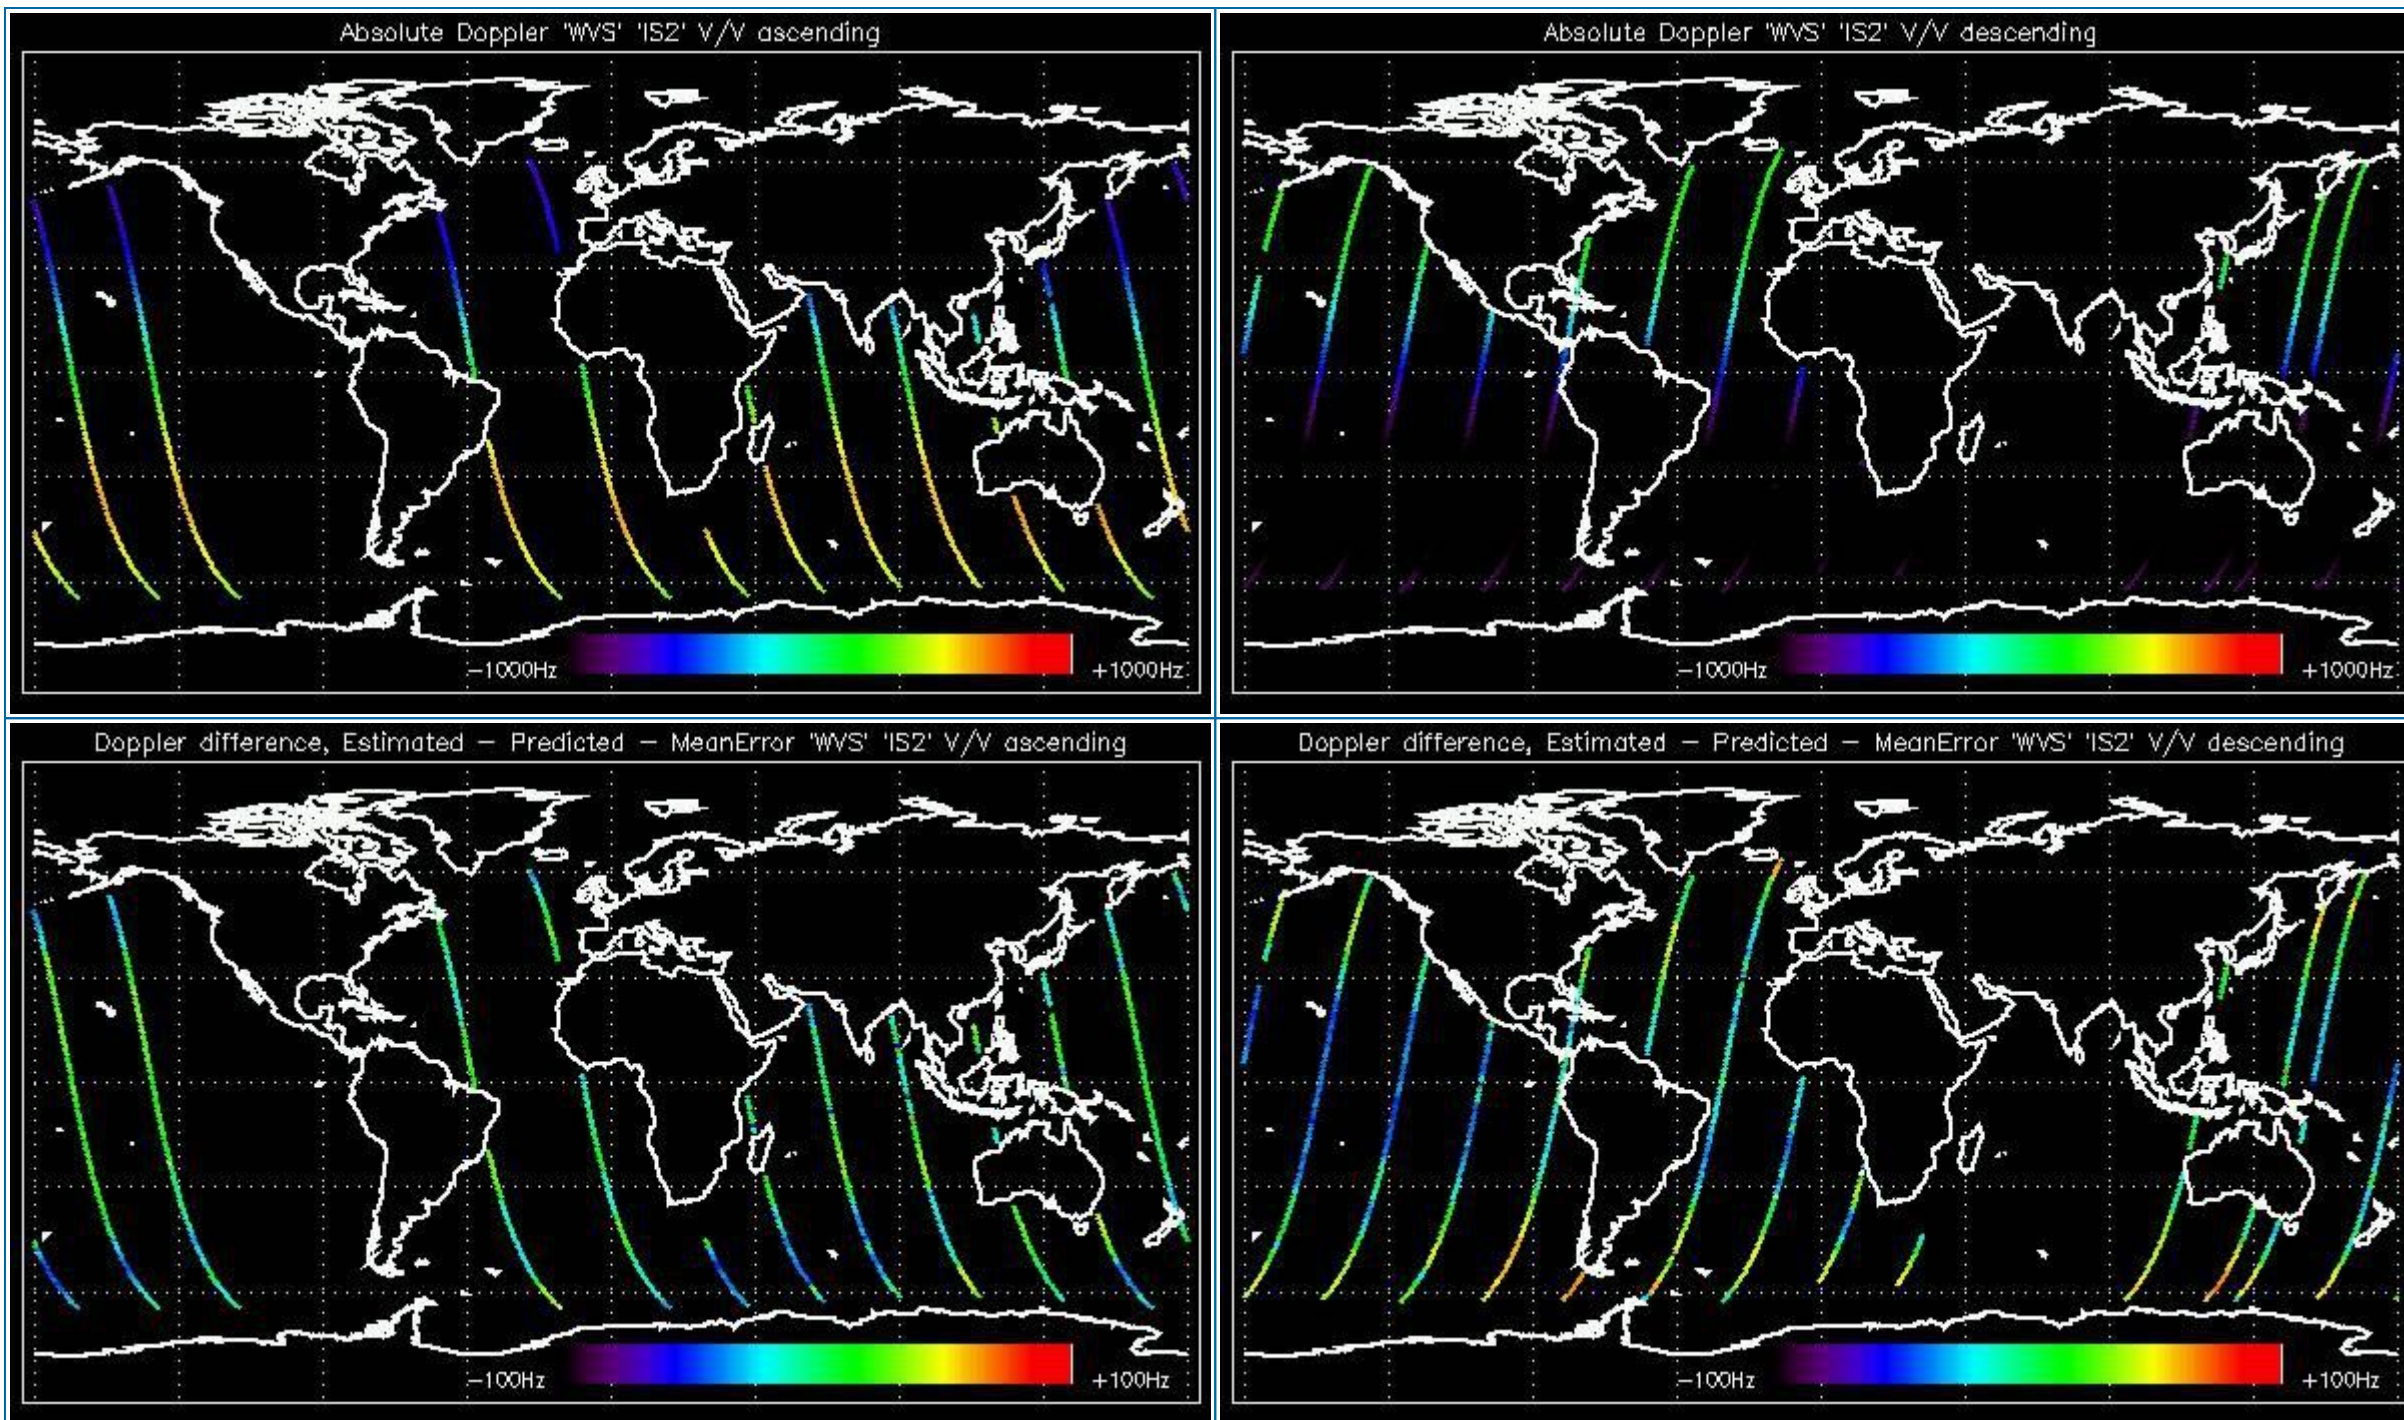 Absolute Doppler 'WVS' 'IS2' V/V ascending
−1000Hz
+1000Hz
Absolute Doppler 'WVS' 'IS2' V/V descending
−1000Hz
+1000Hz
Doppler difference, Estimated − Predicted − MeanError 'WVS' 'IS2' V/V ascending
−100Hz
+100Hz
Doppler difference, Estimated − Predicted − MeanError 'WVS' 'IS2' V/V descending
−100Hz
+100Hz